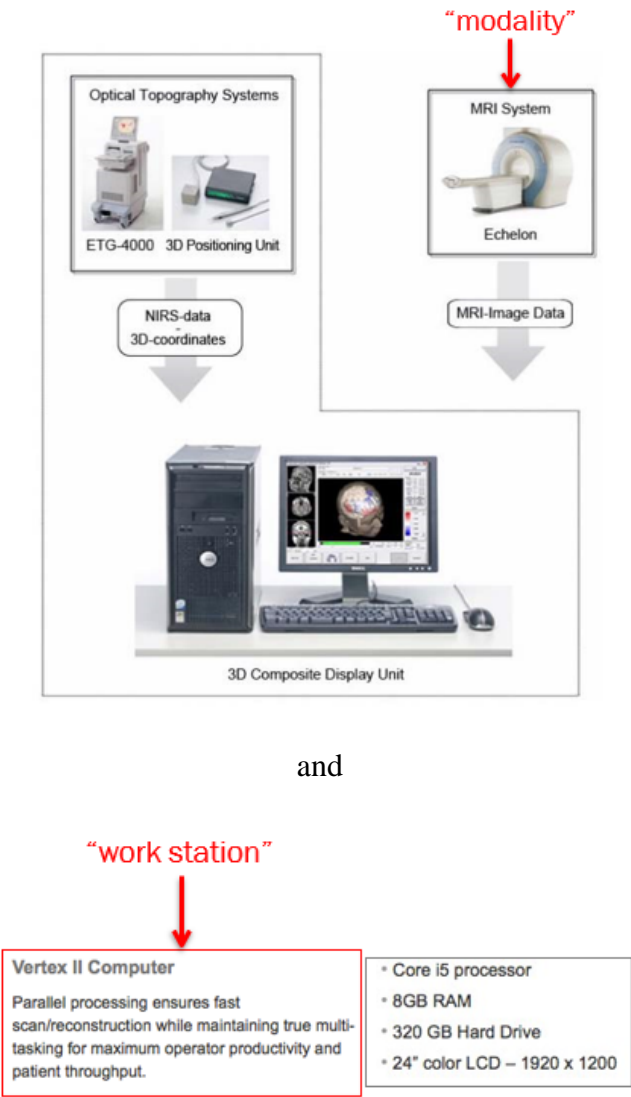 “modality”
Optical Topography Systems
MRI System
ETG-4000 3D Positioning Unit
Echelon
NIRS-data
-
3D-coordinates
MRI-Image Data
3D Composite Display Unit
and
“work station”
Vertex II Computer
Parallel processing ensures fast
scan/reconstruction while maintaining true multi-
tasking for maximum operator productivity and
patient throughput.
• Core i5 processor
• 8GB RAM
• 320 GB Hard Drive
• 24” color LCD – 1920 x 1200